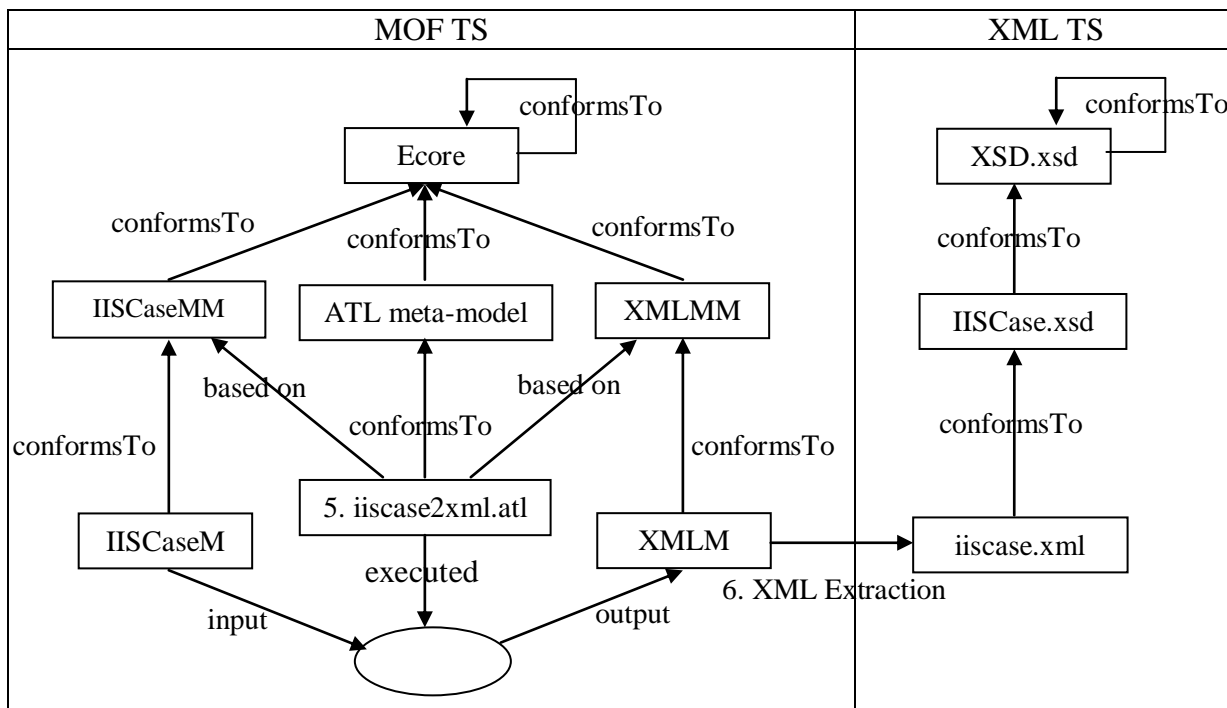 MOF TS
XML TS
conformsTo
conformsTo
Ecore
XSD.xsd
conformsTo
conformsTo
conformsTo
conformsTo
IISCaseMM
ATL meta-model
XMLMM
IISCase.xsd
based on
based on
conformsTo
conformsTo
conformsTo
conformsTo
5. iiscase2xml.atl
IISCaseM
XMLM
iiscase.xml
executed
6. XML Extraction
input
output